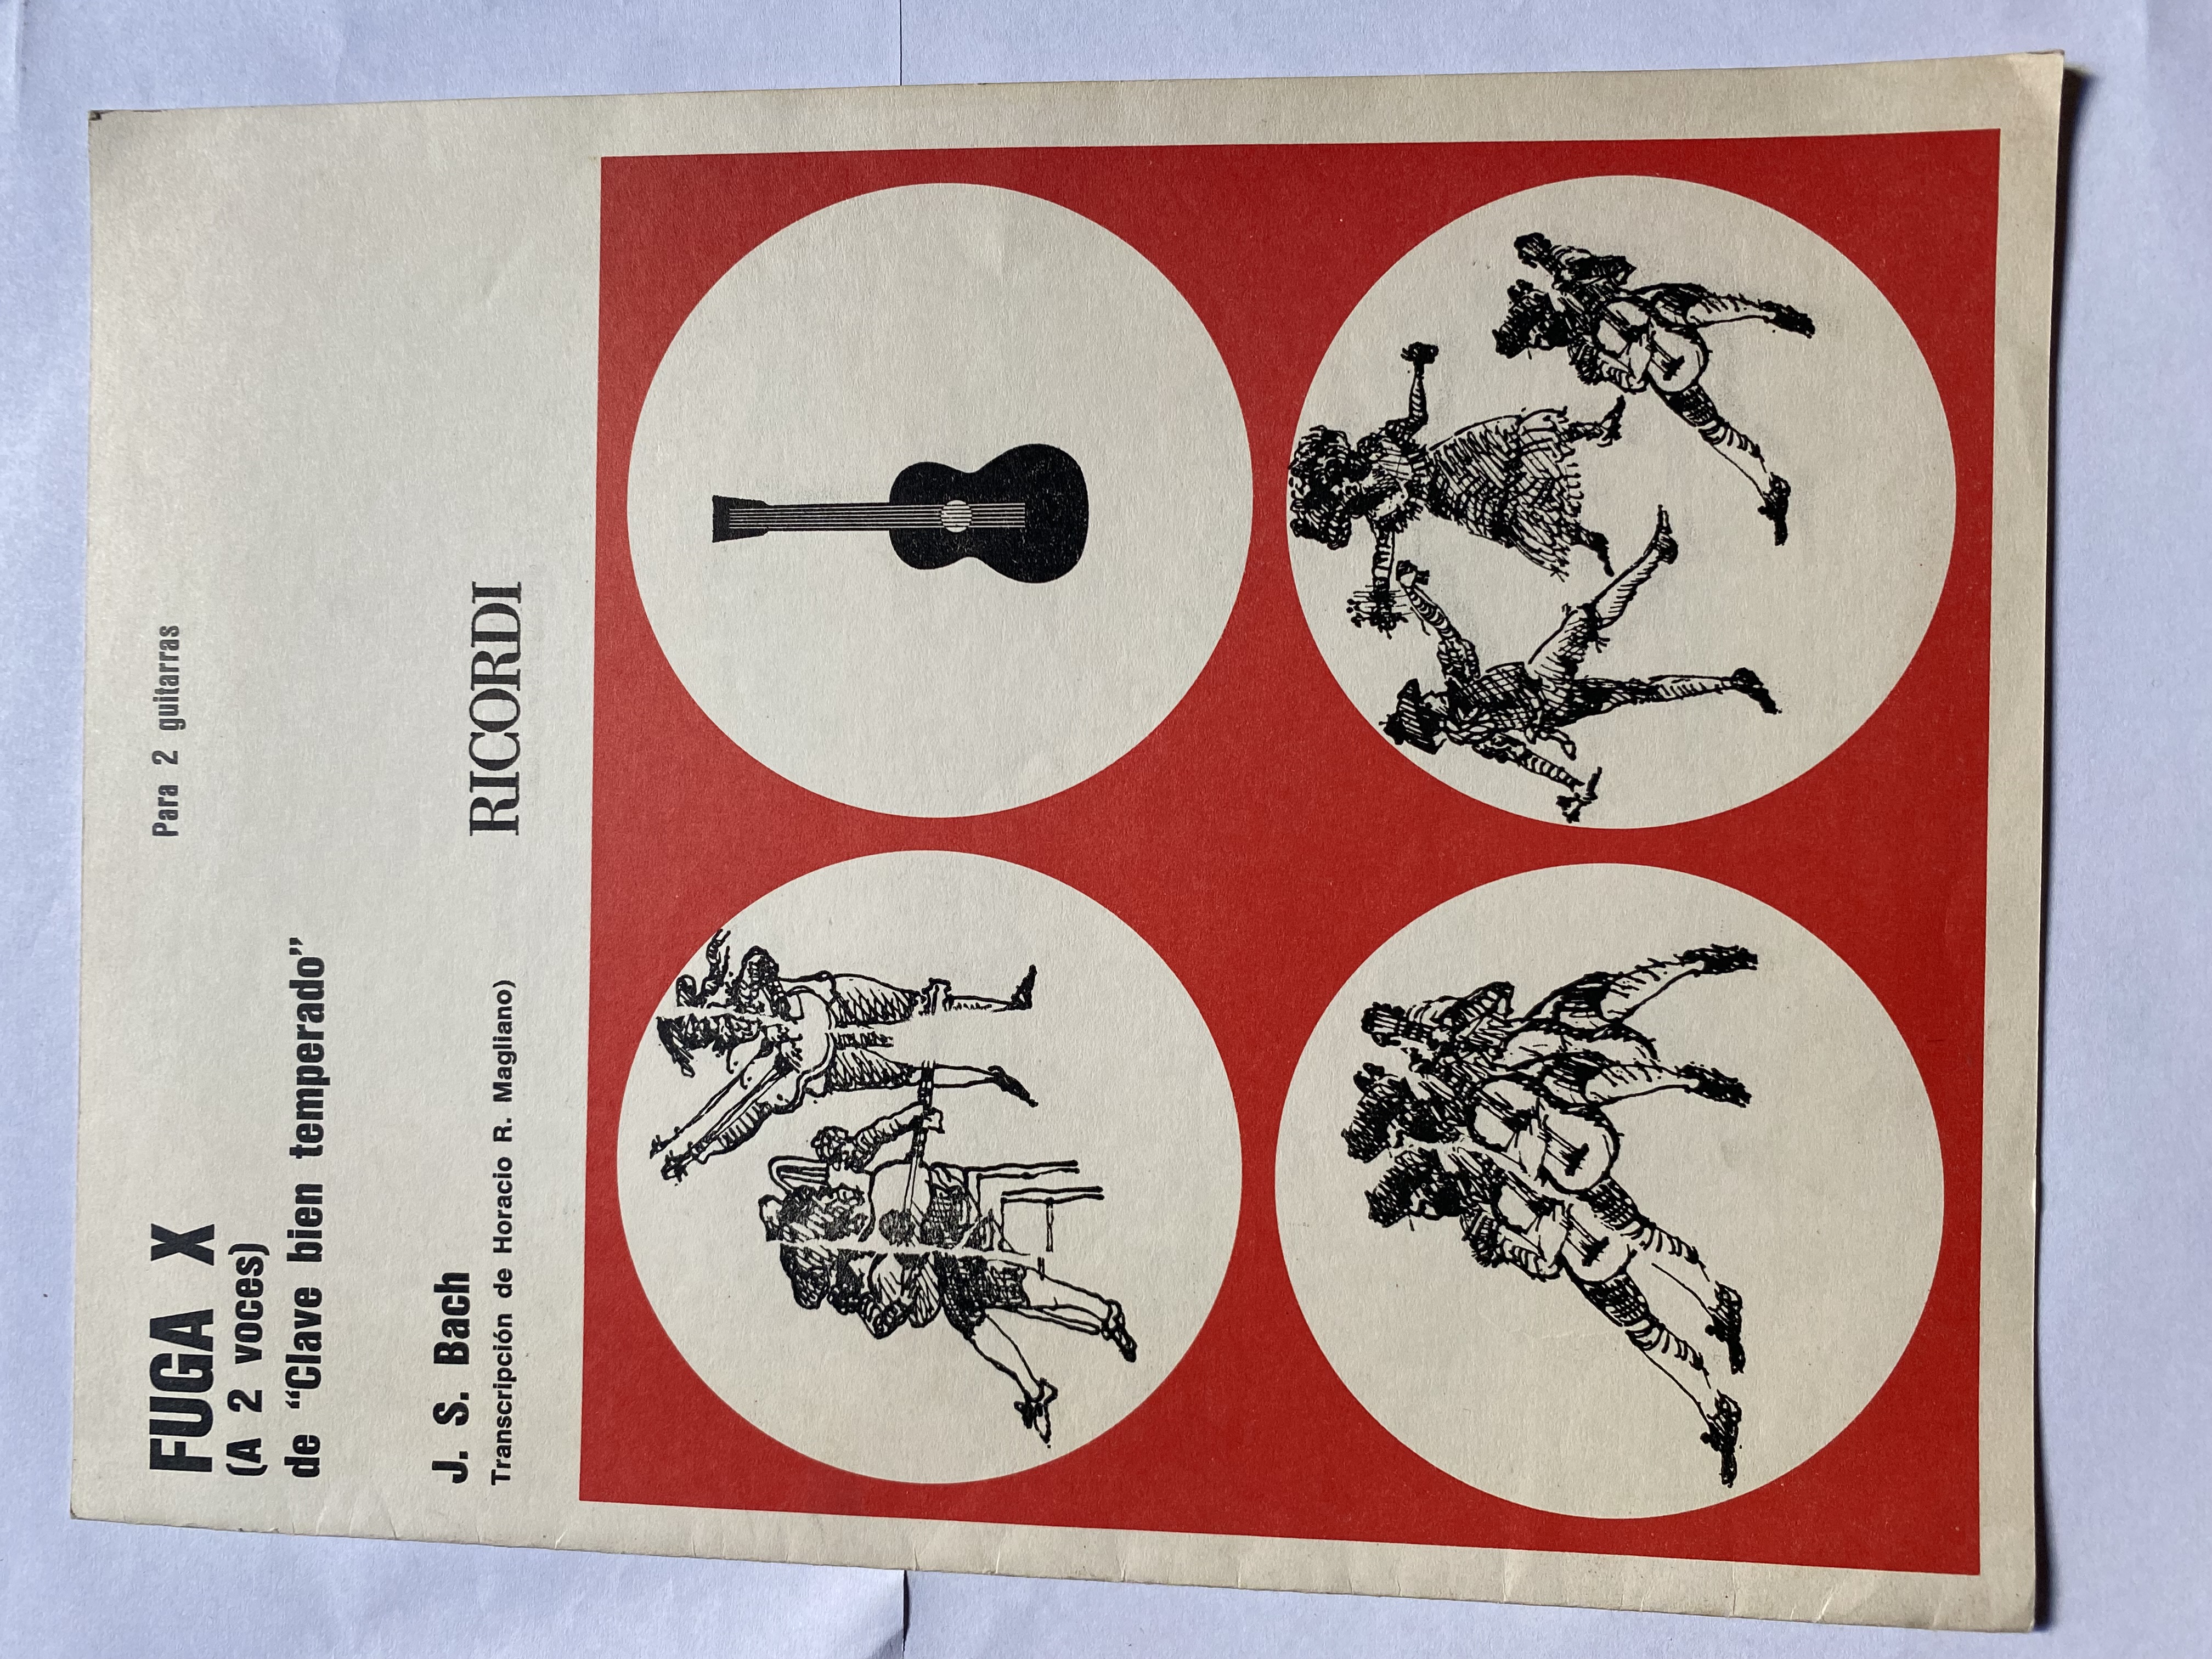 FUGA X
(A 2 voces)
de “Clave bien temperado”
Para 2 guitarras
J. S. Bach
Transcripción de Horacio R. Magliano)
RICORDI